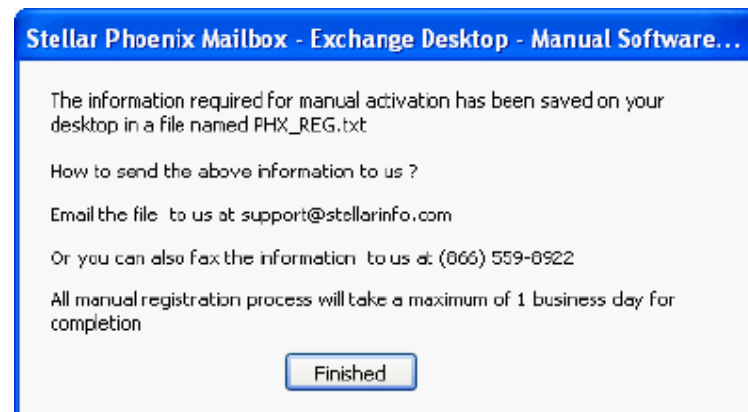 Stellar Phoenix Mailbox - Exchange Desktop - Manual Software...
The information required for manual activation has been saved on your
desktop in a file named PHX_REG.txt
How to send the above information to us ?
Email the file to us at support@stellarinfo.com
Or you can also fax the information to us at (866) 559-8922
All manual registration process will take a maximum of 1 business day for
completion
Finished